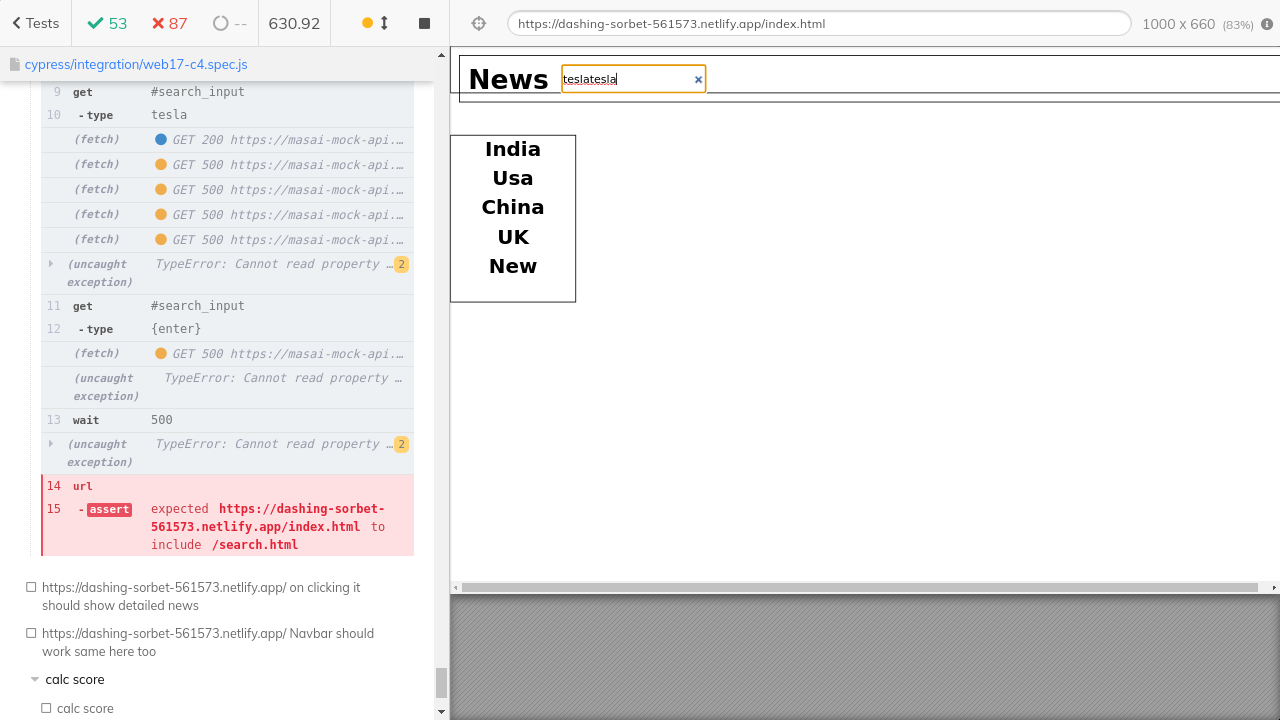 Tests
53
87
--
630.92
https://dashing-sorbet-561573.netlify.app/index.html
1000 x 660 (83%)
cypress/integration/web17-c4.spec.js
9 get #search_input
10 -type tesla
(fetch) GET 200 https://masai-mock-api.…
(fetch) GET 500 https://masai-mock-api.…
(fetch) GET 500 https://masai-mock-api.…
(fetch) GET 500 https://masai-mock-api.…
(fetch) GET 500 https://masai-mock-api.…
(uncaught TypeError: Cannot read property … 2
exception)
11 get #search_input
12 -type {enter}
(fetch) GET 500 https://masai-mock-api.…
(uncaught TypeError: Cannot read property …
exception)
13 wait 500
(uncaught TypeError: Cannot read property … 2
exception)
14 url
15 -assert expected https://dashing-sorbet-
561573.netlify.app/index.html to
include /search.html
https://dashing-sorbet-561573.netlify.app/ on clicking it
should show detailed news
https://dashing-sorbet-561573.netlify.app/ Navbar should
work same here too
calc score
calc score
News
teslatesla
India
Usa
China
UK
New